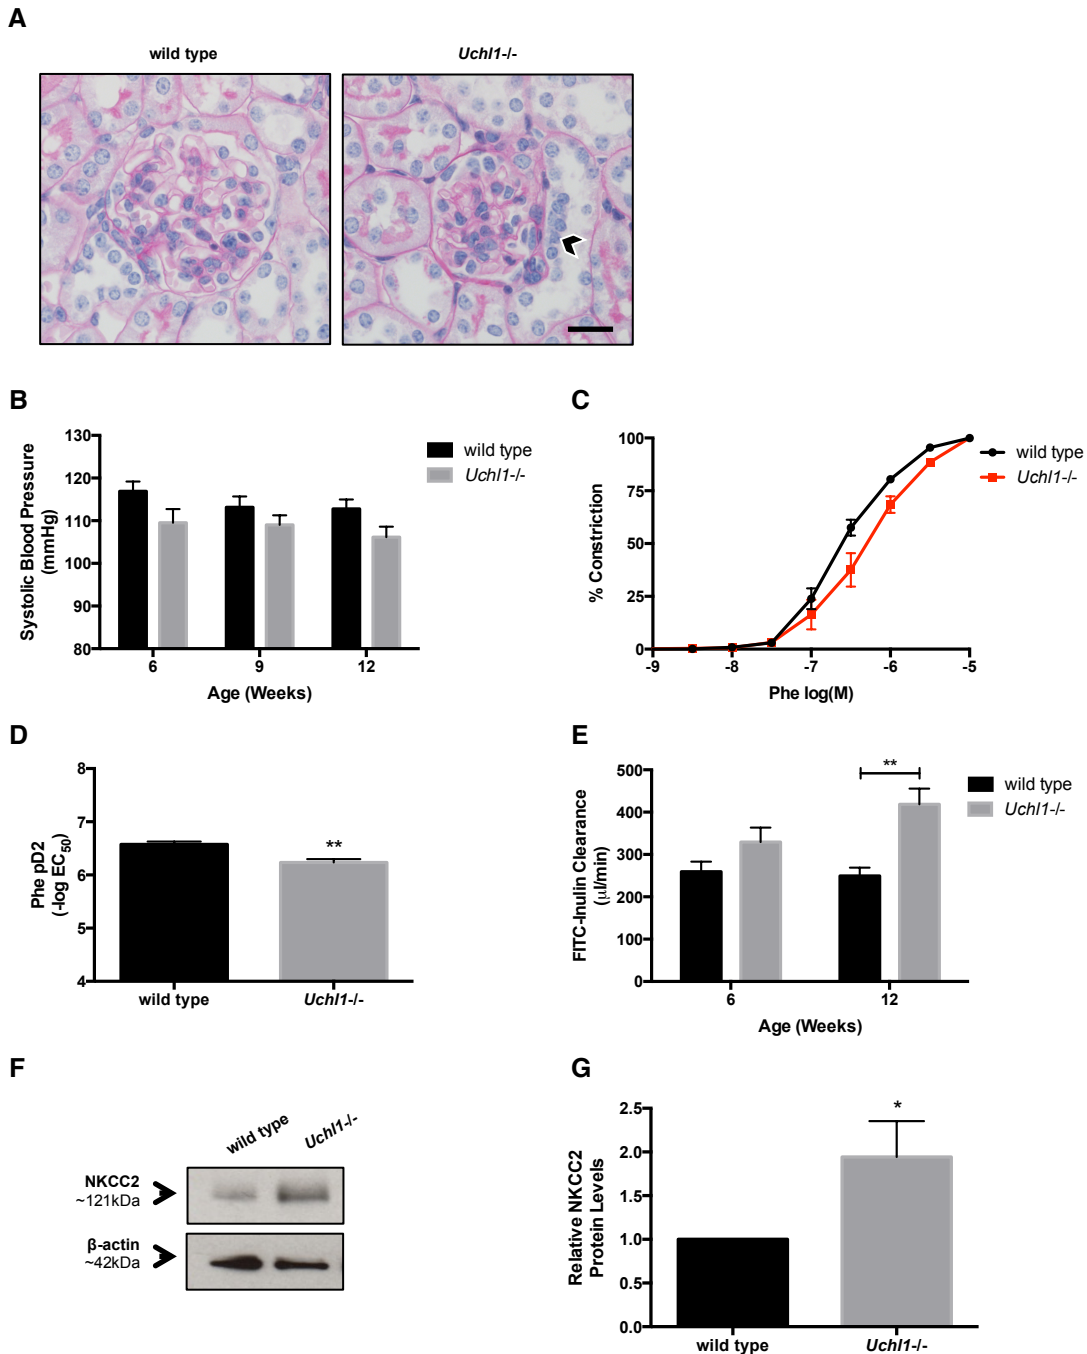 A
wild type
Uchl1-/-
B
130
120
110
100
90
80
Systolic Blood Pressure
(mmHg)
6
9
12
Age (Weeks)
wild type
Uchl1-/-
C
100
75
50
25
0
% Constriction
-9
-8
-7
-6
-5
Phe log(M)
wild type
Uchl1-/-
D
8
7
6
5
4
Phe pD2
(-log EC50)
**
wild type
Uchl1-/-
E
500
400
300
200
100
0
FITC-Inulin Clearance
(µl/min)
**
6
12
Age (Weeks)
wild type
Uchl1-/-
F
wild type
Uchl1-/-
NKCC2
~121kDa
β-actin
~42kDa
G
2.5
2.0
1.5
1.0
0.5
0.0
Relative NKCC2
Protein Levels
*
wild type
Uchl1-/-